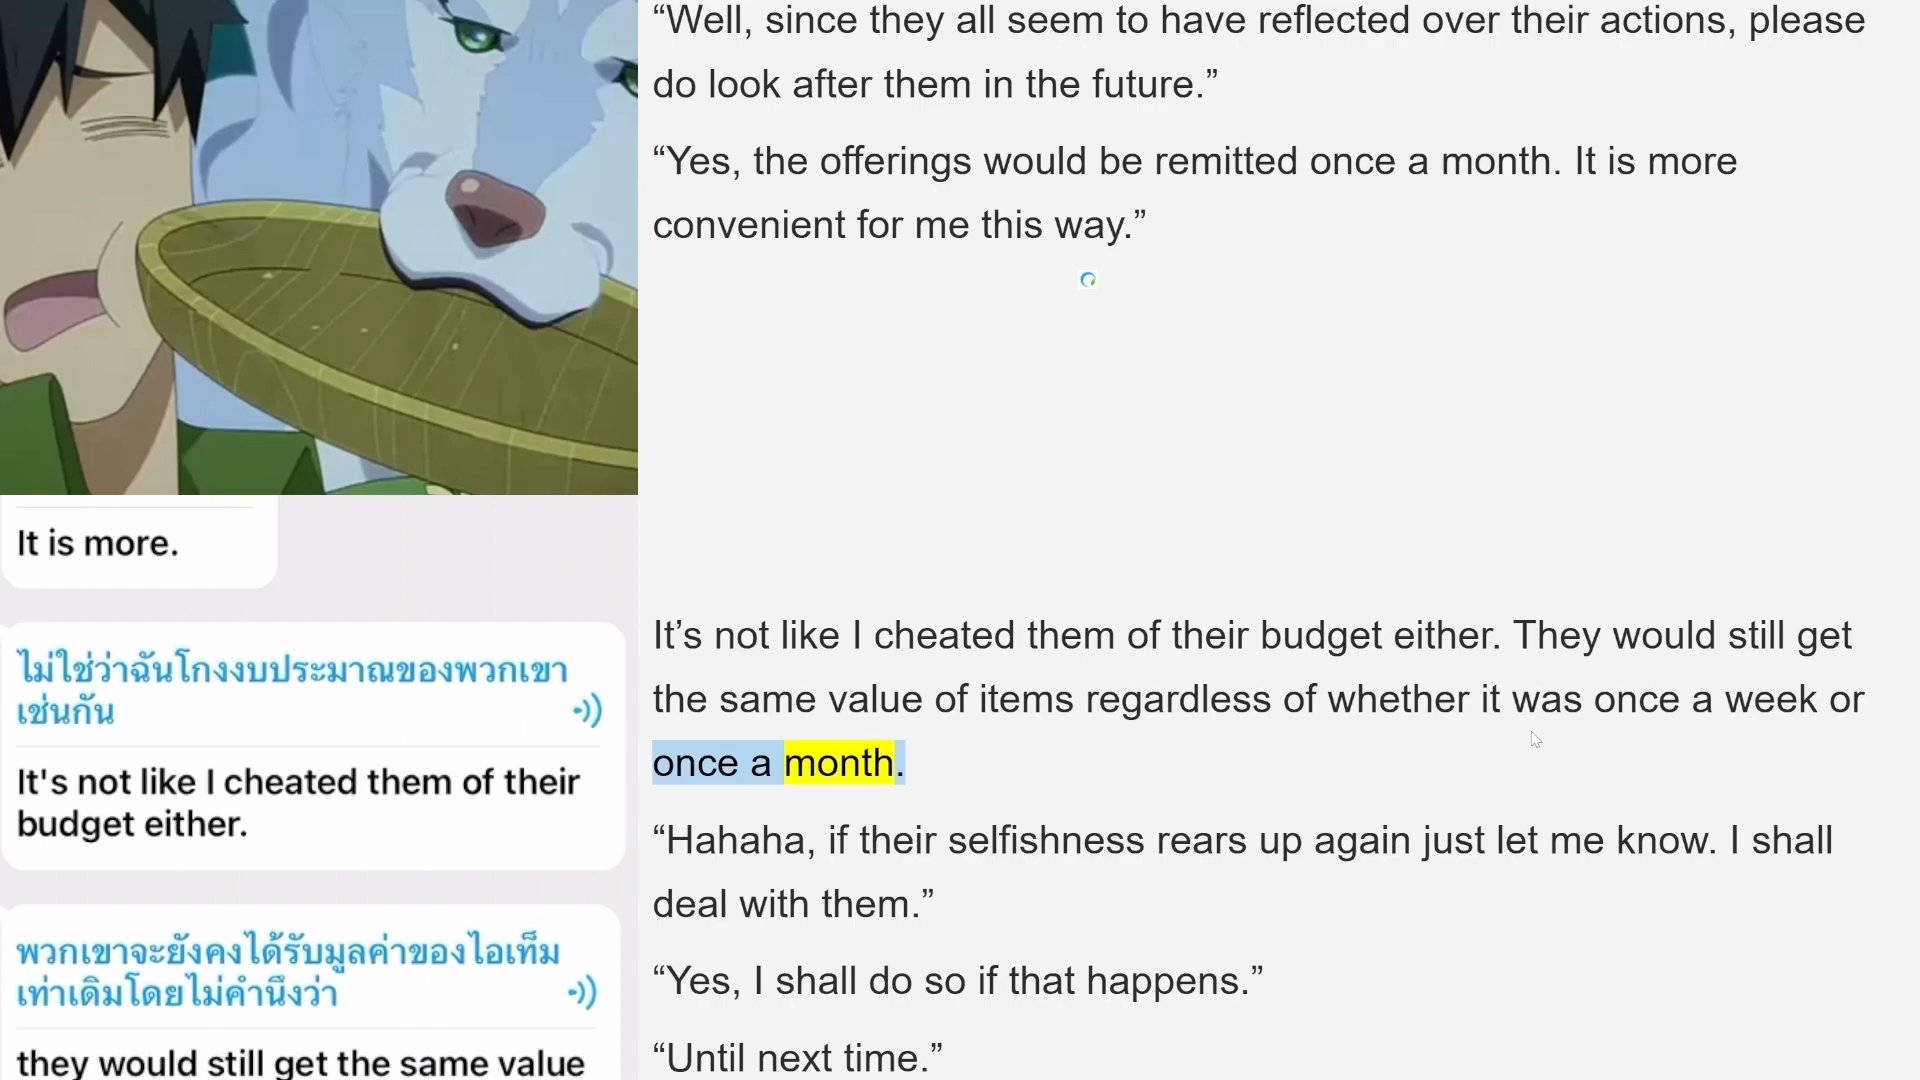 “Well, since they all seem to have reflected over their actions, please
do look after them in the future.”
“Yes, the offerings would be remitted once a month. It is more
convenient for me this way.”
It’s not like I cheated them of their budget either. They would still get
the same value of items regardless of whether it was once a week or
once a month.
“Hahaha, if their selfishness rears up again just let me know. I shall
deal with them.”
“Yes, I shall do so if that happens.”
“Until next time.”
It is more.
ไม่ใช่ว่าฉันโกงงบประมาณของพวกเขา
เช่นกัน
It's not like I cheated them of their
budget either.
พวกเขาจะยังคงได้รับมูลค่าของไอเท็ม
เท่าเดิมโดยไม่คำนึงว่า
they would still get the same value